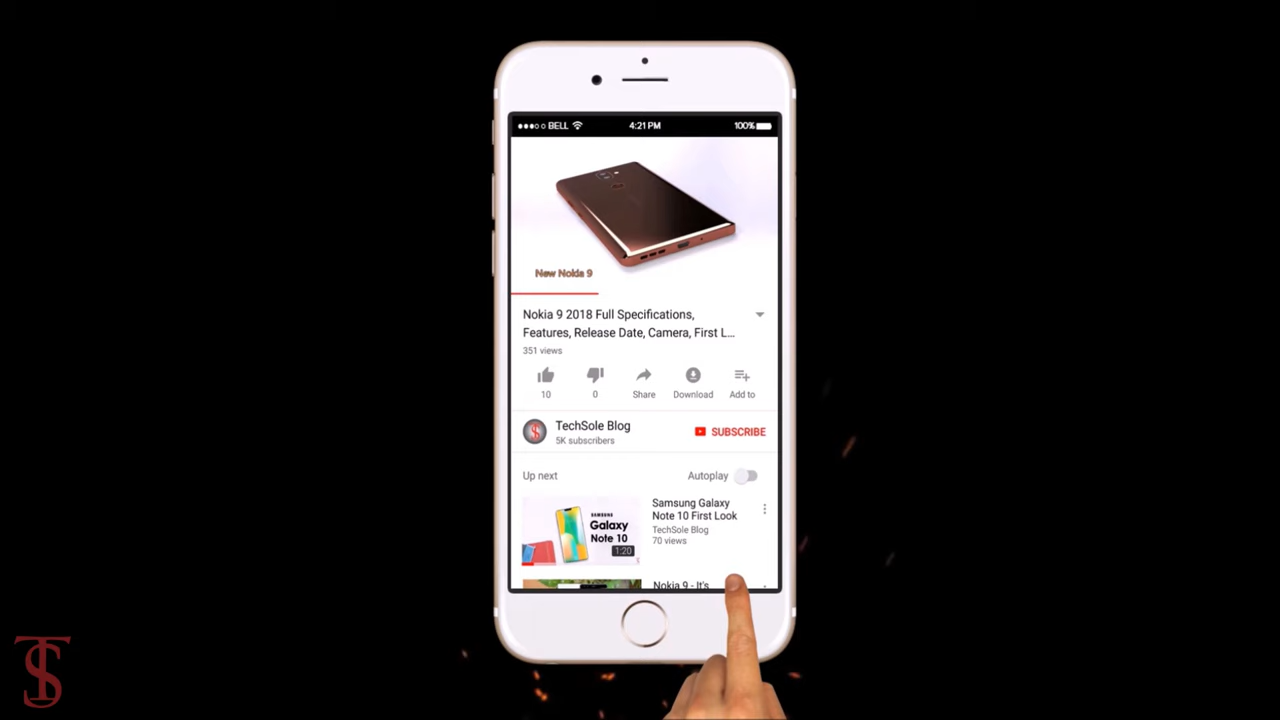 BELL
4:21 PM
100%
New Nokia 9
Nokia 9 2018 Full Specifications,
Features, Release Date, Camera, First L...
351 views
10
0
Share
Download
Add to
TechSole Blog
5K subscribers
SUBSCRIBE
Up next
Autoplay
SAMSUNG
Galaxy
Note 10
1:20
Samsung Galaxy
Note 10 First Look
TechSole Blog
70 views
Nokia 9 - It's
TS